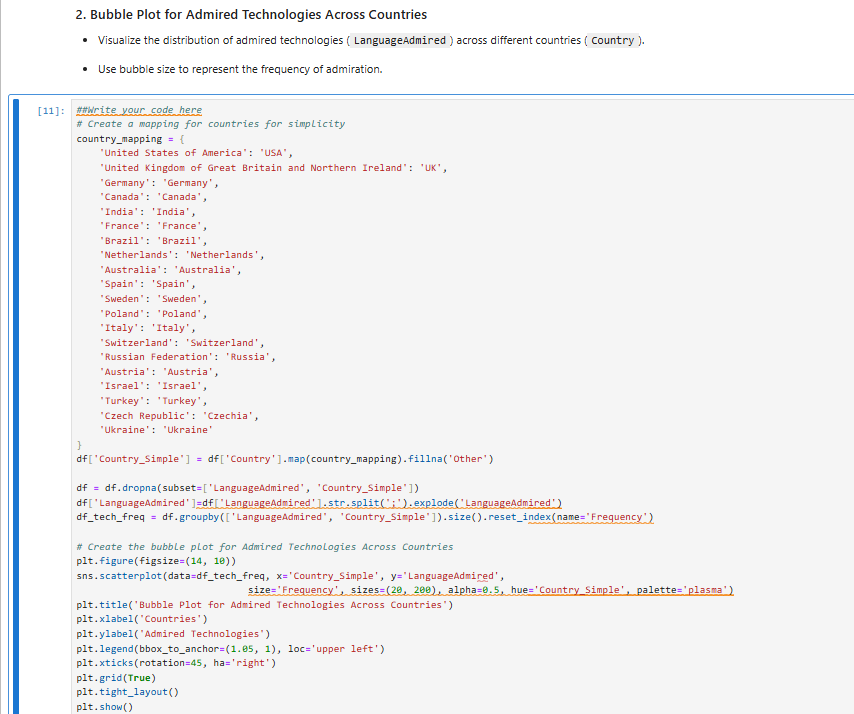 2. Bubble Plot for Admired Technologies Across Countries
• Visualize the distribution of admired technologies ( LanguageAdmired ) across different countries ( Country ).
• Use bubble size to represent the frequency of admiration.
[11]: ##Write your code here
# Create a mapping for countries for simplicity
country_mapping = {
    'United States of America': 'USA',
    'United Kingdom of Great Britain and Northern Ireland': 'UK',
    'Germany': 'Germany',
    'Canada': 'Canada',
    'India': 'India',
    'France': 'France',
    'Brazil': 'Brazil',
    'Netherlands': 'Netherlands',
    'Australia': 'Australia',
    'Spain': 'Spain',
    'Sweden': 'Sweden',
    'Poland': 'Poland',
    'Italy': 'Italy',
    'Switzerland': 'Switzerland',
    'Russian Federation': 'Russia',
    'Austria': 'Austria',
    'Israel': 'Israel',
    'Turkey': 'Turkey',
    'Czech Republic': 'Czechia',
    'Ukraine': 'Ukraine'
}
df['Country_Simple'] = df['Country'].map(country_mapping).fillna('Other')
df = df.dropna(subset=['LanguageAdmired', 'Country_Simple'])
df['LanguageAdmired']=df['LanguageAdmired'].str.split(';').explode('LanguageAdmired')
df_tech_freq = df.groupby(['LanguageAdmired', 'Country_Simple']).size().reset_index(name='Frequency')
# Create the bubble plot for Admired Technologies Across Countries
plt.figure(figsize=(14, 10))
sns.scatterplot(data=df_tech_freq, x='Country_Simple', y='LanguageAdmired',
                size='Frequency', sizes=(20, 200), alpha=0.5, hue='Country_Simple', palette='plasma')
plt.title('Bubble Plot for Admired Technologies Across Countries')
plt.xlabel('Countries')
plt.ylabel('Admired Technologies')
plt.legend(bbox_to_anchor=(1.05, 1), loc='upper left')
plt.xticks(rotation=45, ha='right')
plt.grid(True)
plt.tight_layout()
plt.show()